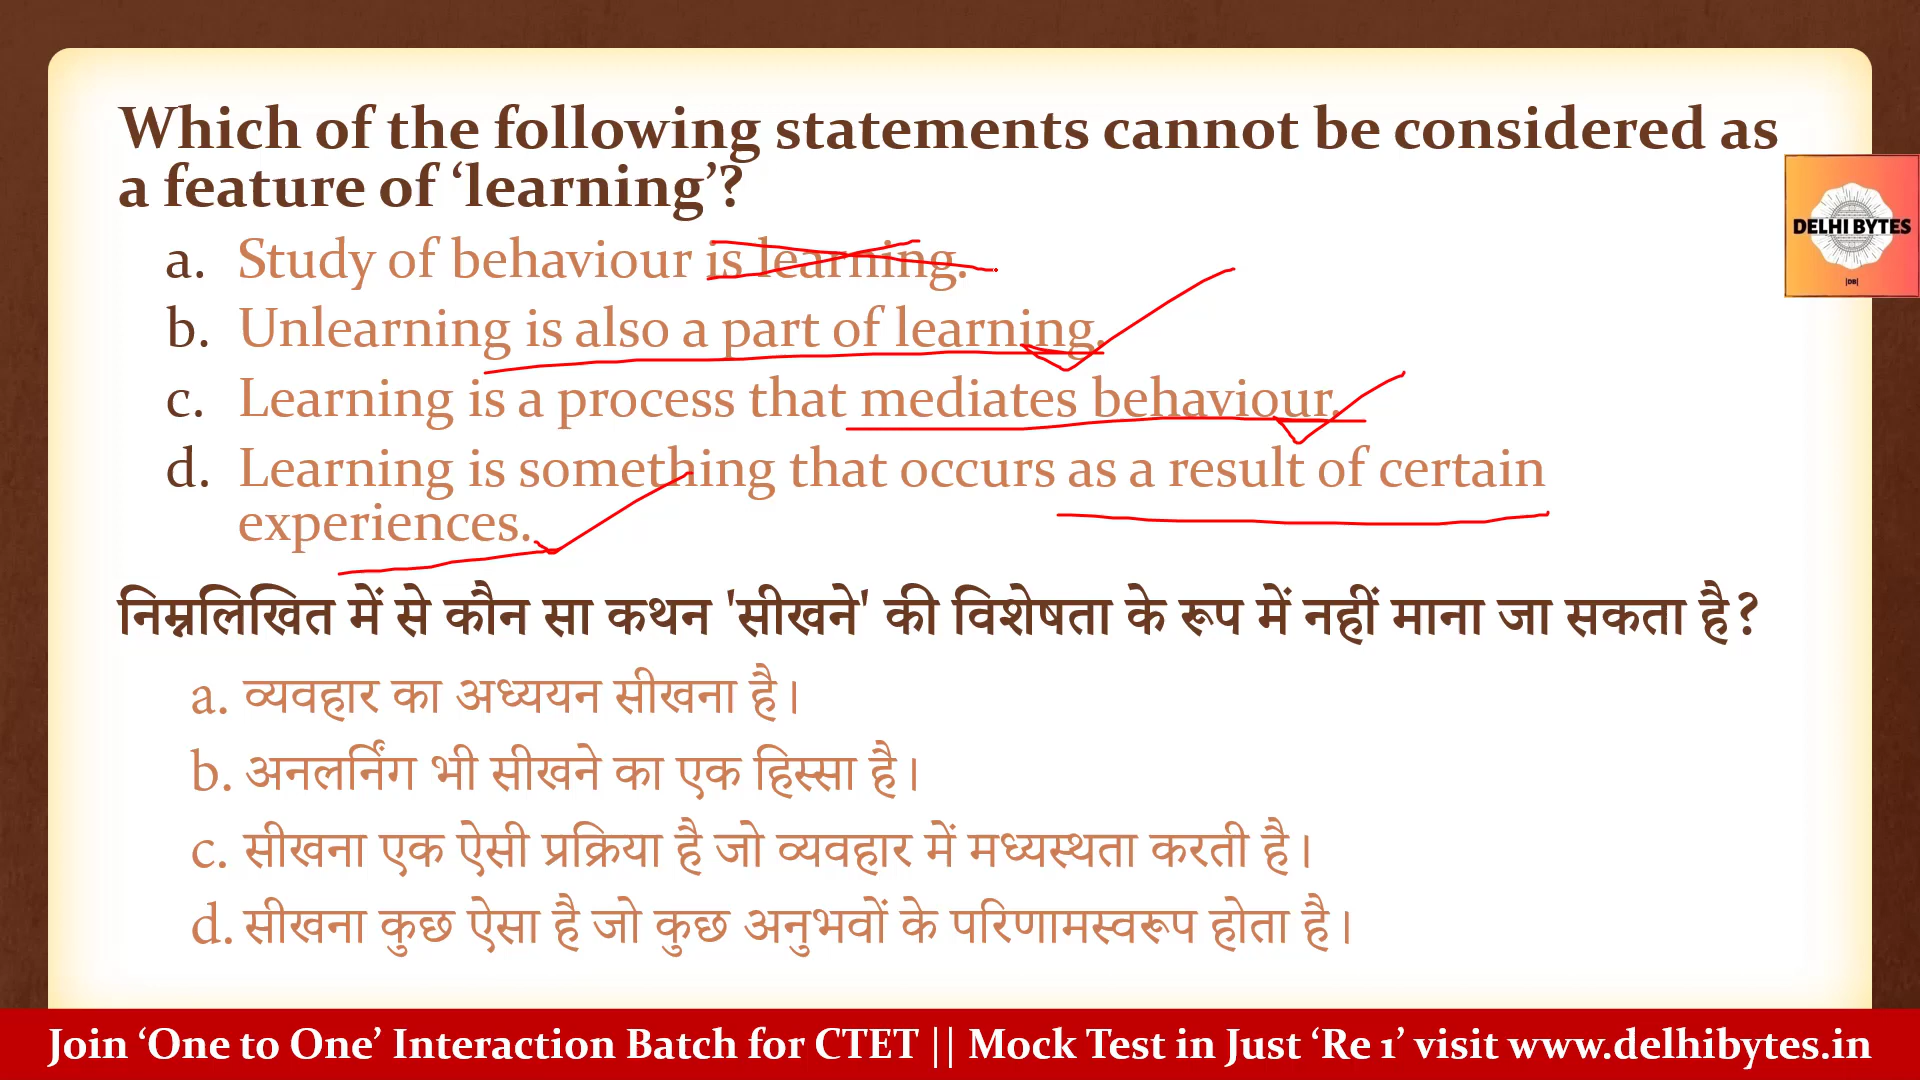 Which of the following statements cannot be considered as
a feature of ‘learning’?
a. Study of behaviour is learning.
b. Unlearning is also a part of learning.
c. Learning is a process that mediates behaviour.
d. Learning is something that occurs as a result of certain
experiences.
DELHI BYTES
|DB|
निम्नलिखित में से कौन सा कथन 'सीखने' की विशेषता के रूप में नहीं माना जा सकता है?
a. व्यवहार का अध्ययन सीखना है।
b. अनलर्निंग भी सीखने का एक हिस्सा है।
c. सीखना एक ऐसी प्रक्रिया है जो व्यवहार में मध्यस्थता करती है।
d. सीखना कुछ ऐसा है जो कुछ अनुभवों के परिणामस्वरूप होता है।
Join ‘One to One’ Interaction Batch for CTET || Mock Test in Just ‘Re 1’ visit www.delhibytes.in